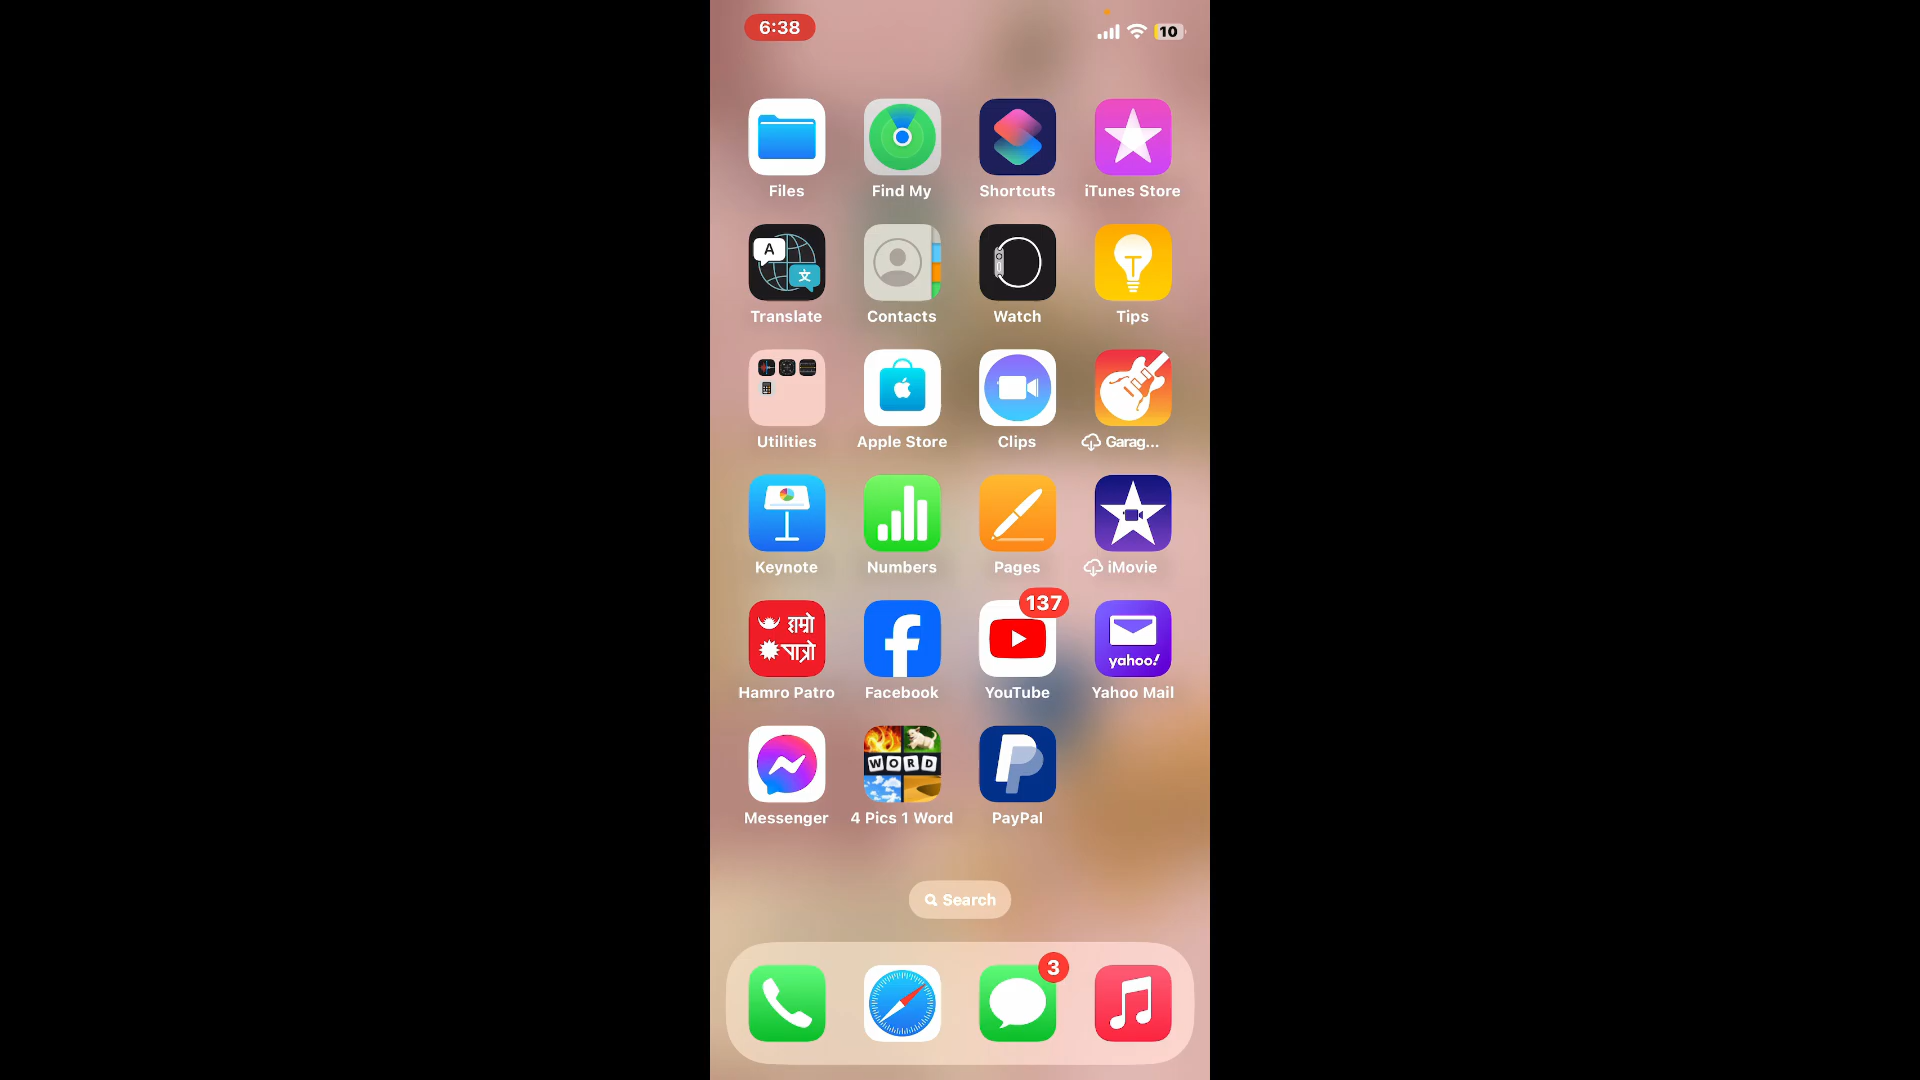 6:38
10
Files
Find My
Shortcuts
iTunes Store
A
文
Translate
Contacts
Watch
Tips
Utilities
Apple Store
Clips
Garag...
Keynote
Numbers
Pages
iMovie
137
हाम्रो
पात्रो
yahoo!
Hamro Patro
Facebook
YouTube
Yahoo Mail
WORD
Messenger
4 Pics 1 Word
PayPal
Search
3